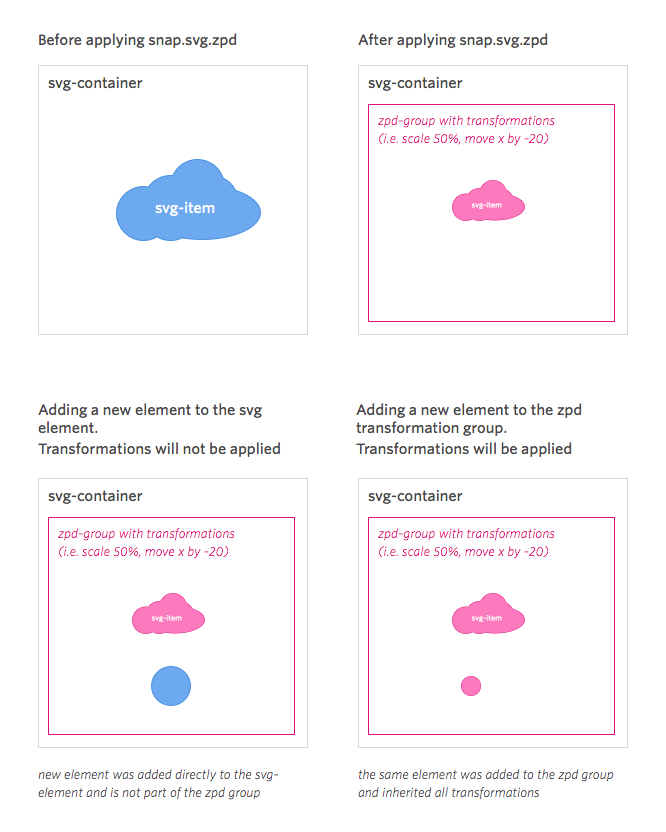 Before applying snap.svg.zpd
svg-container
svg-item
After applying snap.svg.zpd
svg-container
zpd-group with transformations
(i.e. scale 50%, move x by -20)
svg-item
Adding a new element to the svg
element.
Transformations will not be applied
svg-container
zpd-group with transformations
(i.e. scale 50%, move x by -20)
svg-item
new element was added directly to the svg-
element and is not part of the zpd group
Adding a new element to the zpd
transformation group.
Transformations will be applied
svg-container
zpd-group with transformations
(i.e. scale 50%, move x by -20)
svg-item
the same element was added to the zpd group
and inherited all transformations